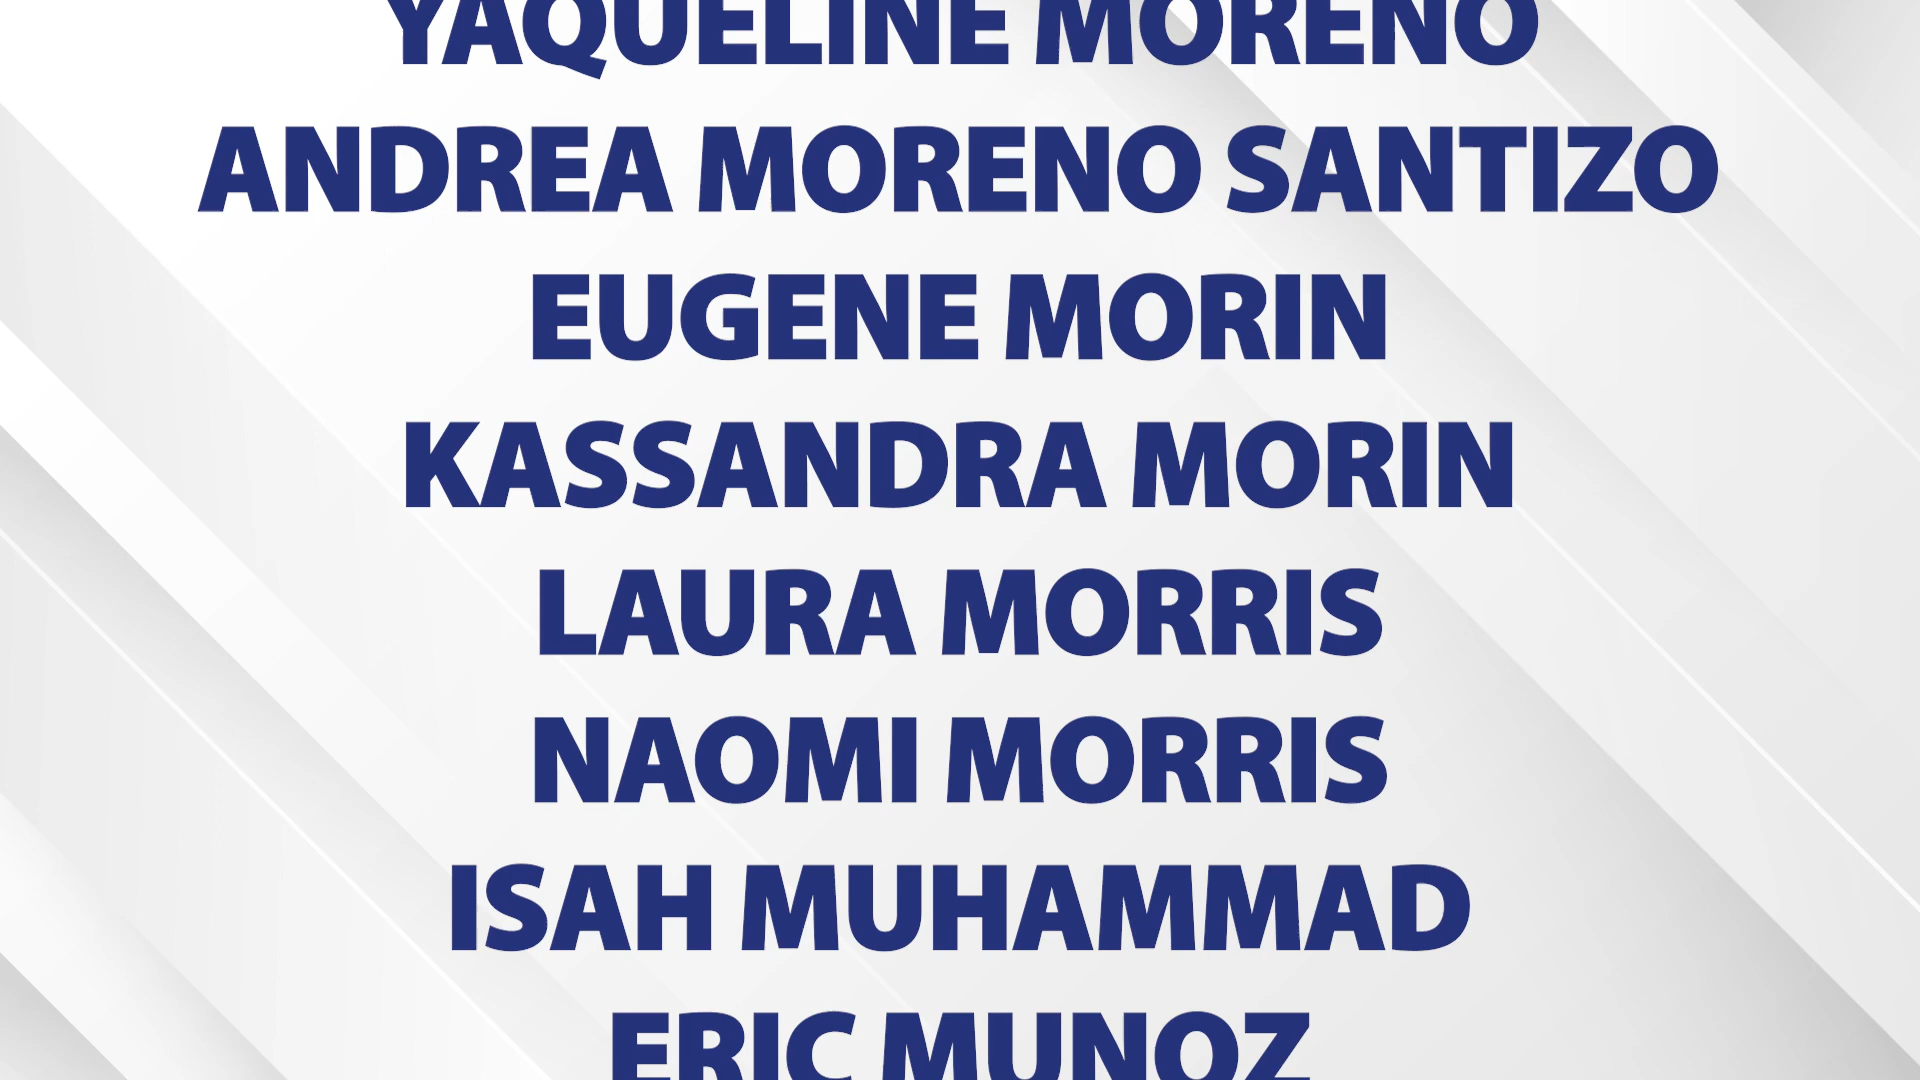 YAQUELINE MORENO
ANDREA MORENO SANTIZO
EUGENE MORIN
KASSANDRA MORIN
LAURA MORRIS
NAOMI MORRIS
ISAH MUHAMMAD
ERIC MUNOZ